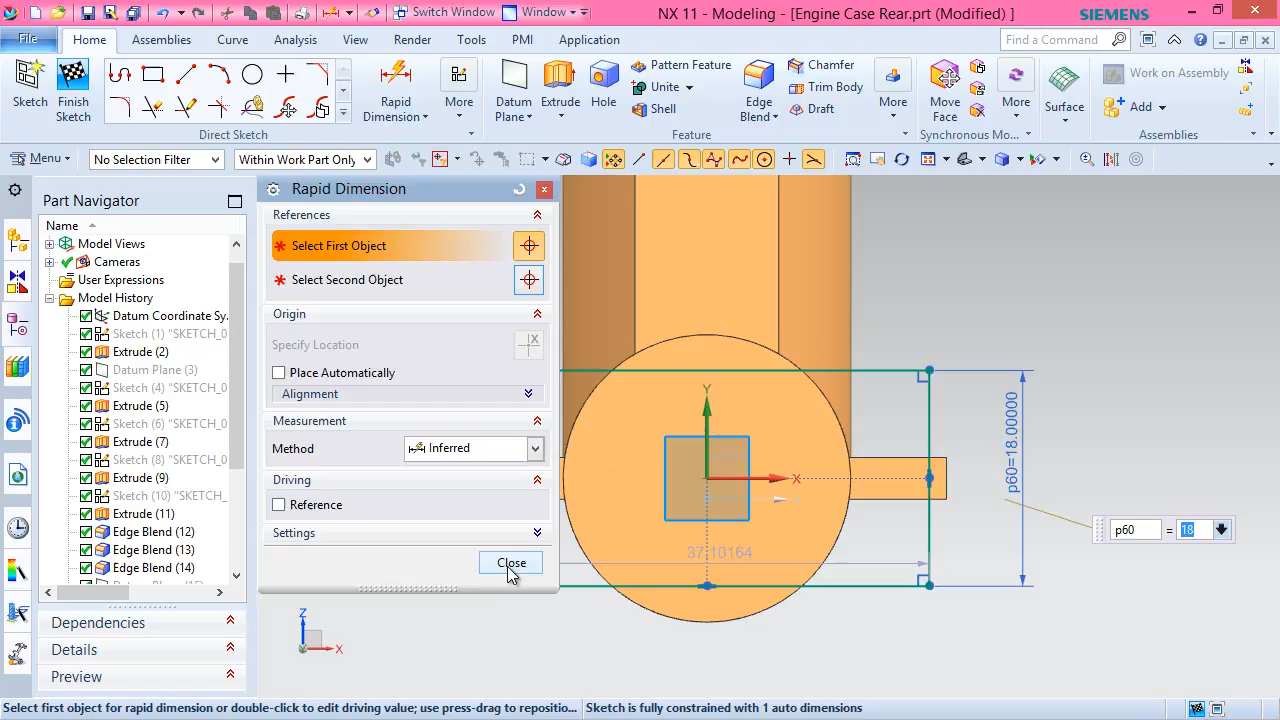 NX 11 - Modeling - [Engine Case Rear.prt (Modified) ]
SIEMENS
Switch Window
Window
File
Home
Assemblies
Curve
Analysis
View
Render
Tools
PMI
Application
Find a Command
Sketch
Finish
Sketch
Rapid
Dimension
More
Direct Sketch
Datum
Plane
Extrude
Hole
Pattern Feature
Unite
Shell
Edge
Blend
Chamfer
Trim Body
Draft
More
Feature
Move
Face
More
Synchronous Mo...
Surface
Work on Assembly
Add
Assemblies
Menu
No Selection Filter
Within Work Part Only
Part Navigator
Name
Model Views
Cameras
User Expressions
Model History
Datum Coordinate Sy.
Sketch (1) "SKETCH_0
Extrude (2)
Datum Plane (3)
Sketch (4) "SKETCH_0
Extrude (5)
Sketch (6) "SKETCH_0
Extrude (7)
Sketch (8) "SKETCH_0
Extrude (9)
Sketch (10) "SKETCH_
Extrude (11)
Edge Blend (12)
Edge Blend (13)
Edge Blend (14)
Dependencies
Details
Preview
Rapid Dimension
References
* Select First Object
* Select Second Object
Origin
Specify Location
Place Automatically
Alignment
Measurement
Method
Inferred
Driving
Reference
Settings
Close
Y
X
37.10164
p60=18.00000
p60 = 18
Z
X
Select first object for rapid dimension or double-click to edit driving value; use press-drag to repositio...
Sketch is fully constrained with 1 auto dimensions